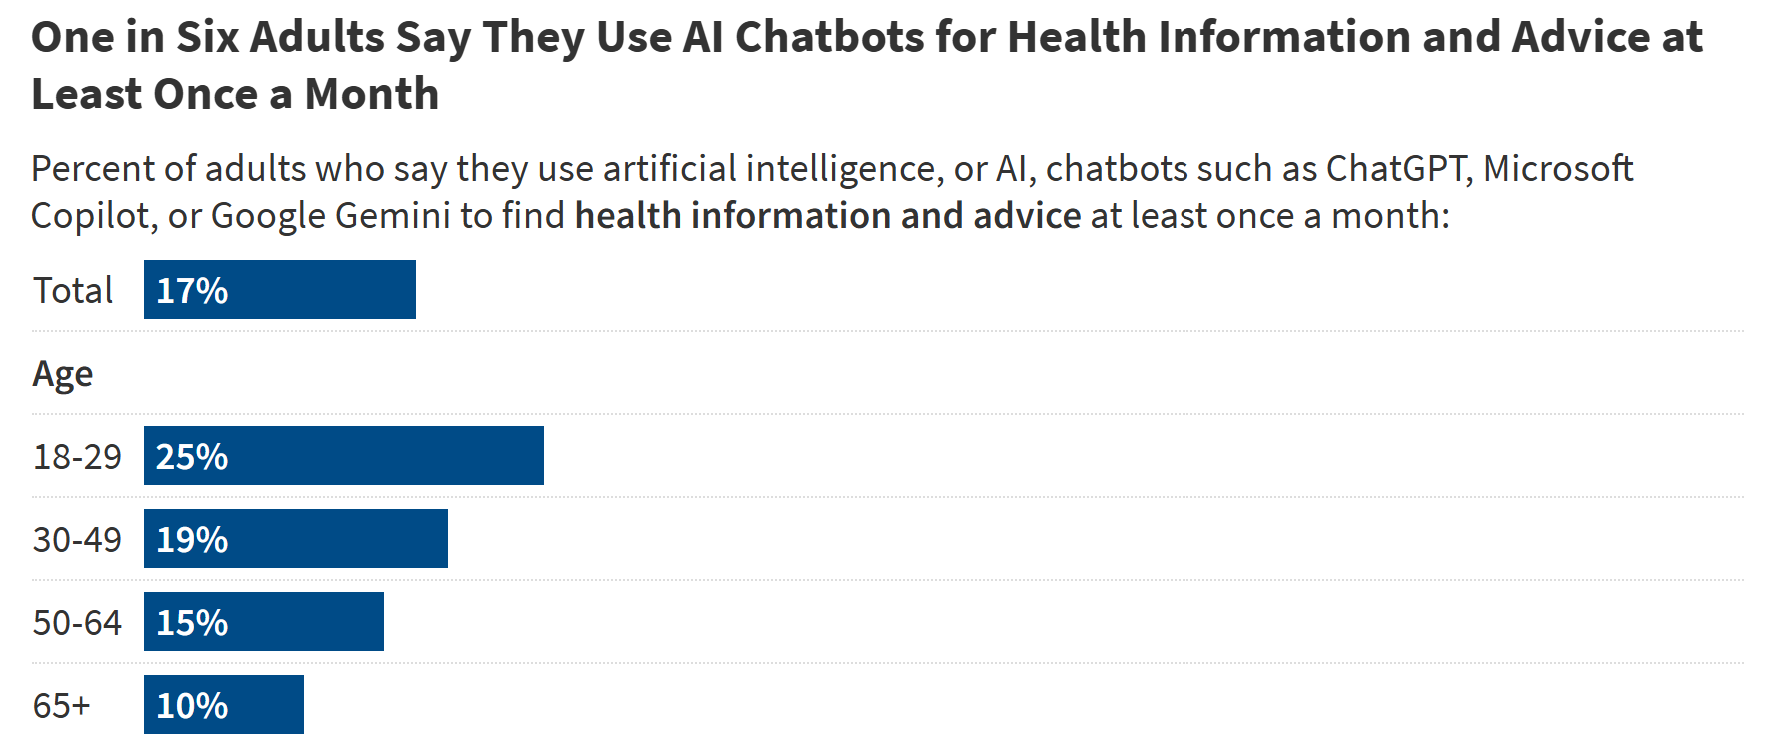 One in Six Adults Say They Use AI Chatbots for Health Information and Advice at
Least Once a Month
Percent of adults who say they use artificial intelligence, or AI, chatbots such as ChatGPT, Microsoft
Copilot, or Google Gemini to find health information and advice at least once a month:
Total 17%
Age
18-29 25%
30-49 19%
50-64 15%
65+ 10%